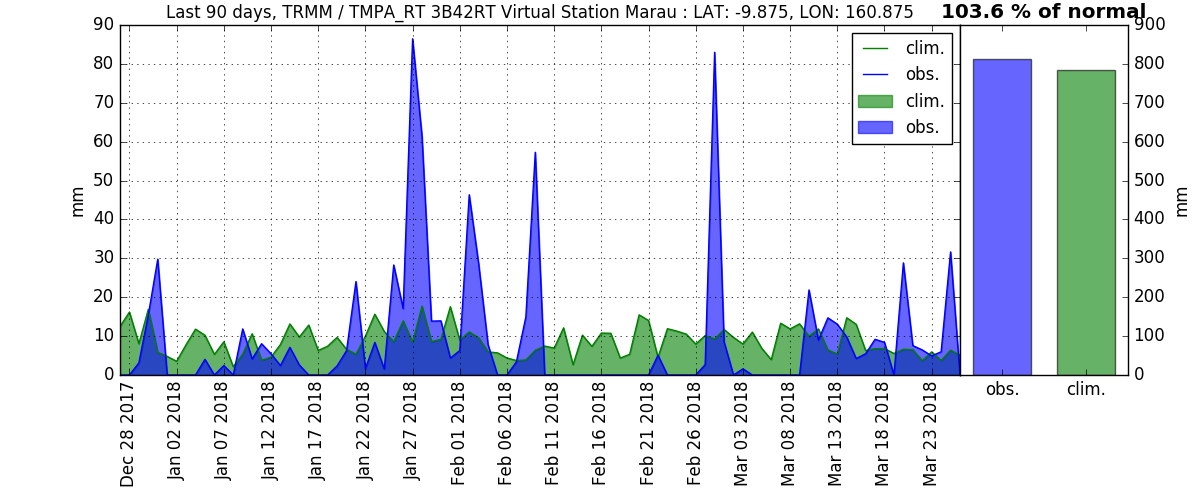 Last 90 days, TRMM / TMPA_RT 3B42RT Virtual Station Marau : LAT: -9.875, LON: 160.875
103.6 % of normal
90
80
70
60
50
40
30
20
10
0
mm
clim.
obs.
clim.
obs.
900
800
700
600
500
400
300
200
100
0
mm
Dec 28 2017
Jan 02 2018
Jan 07 2018
Jan 12 2018
Jan 17 2018
Jan 22 2018
Jan 27 2018
Feb 01 2018
Feb 06 2018
Feb 11 2018
Feb 16 2018
Feb 21 2018
Feb 26 2018
Mar 03 2018
Mar 08 2018
Mar 13 2018
Mar 18 2018
Mar 23 2018
obs.
clim.